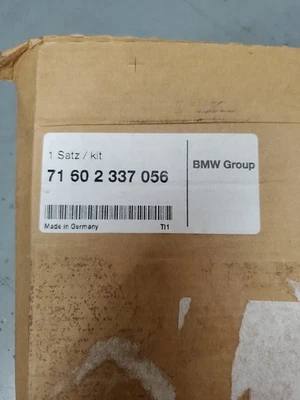 1 Satz / kit
BMW Group
71 60 2 337 056
Made in Germany TI1